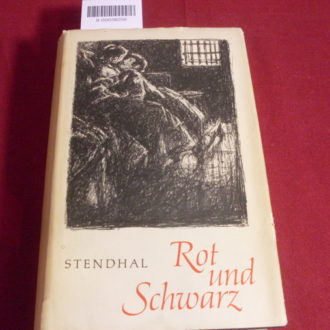 STENDHAL
Rot
und
Schwarz